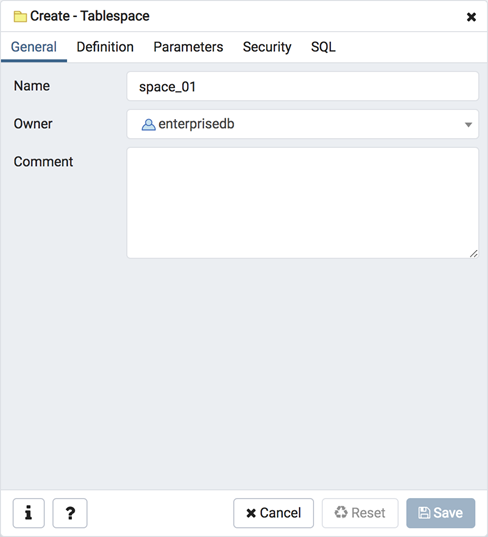 Create - Tablespace
General Definition Parameters Security SQL
Name space_01
Owner enterprisedb
Comment
i ? Cancel Reset Save